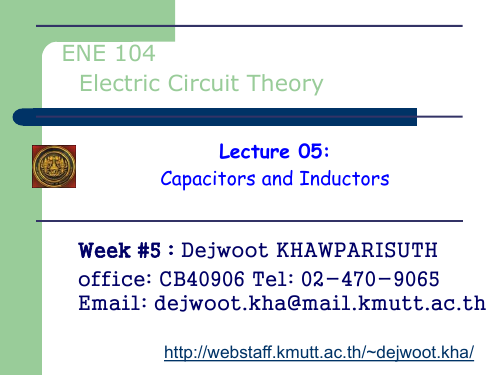 ENE 104
Electric Circuit Theory
Lecture 05:
Capacitors and Inductors
Week #5 : Dejwoot KHAWPARISUTH
office: CB40906 Tel: 02-470-9065
Email: dejwoot.kha@mail.kmutt.ac.th
http://webstaff.kmutt.ac.th/~dejwoot.kha/